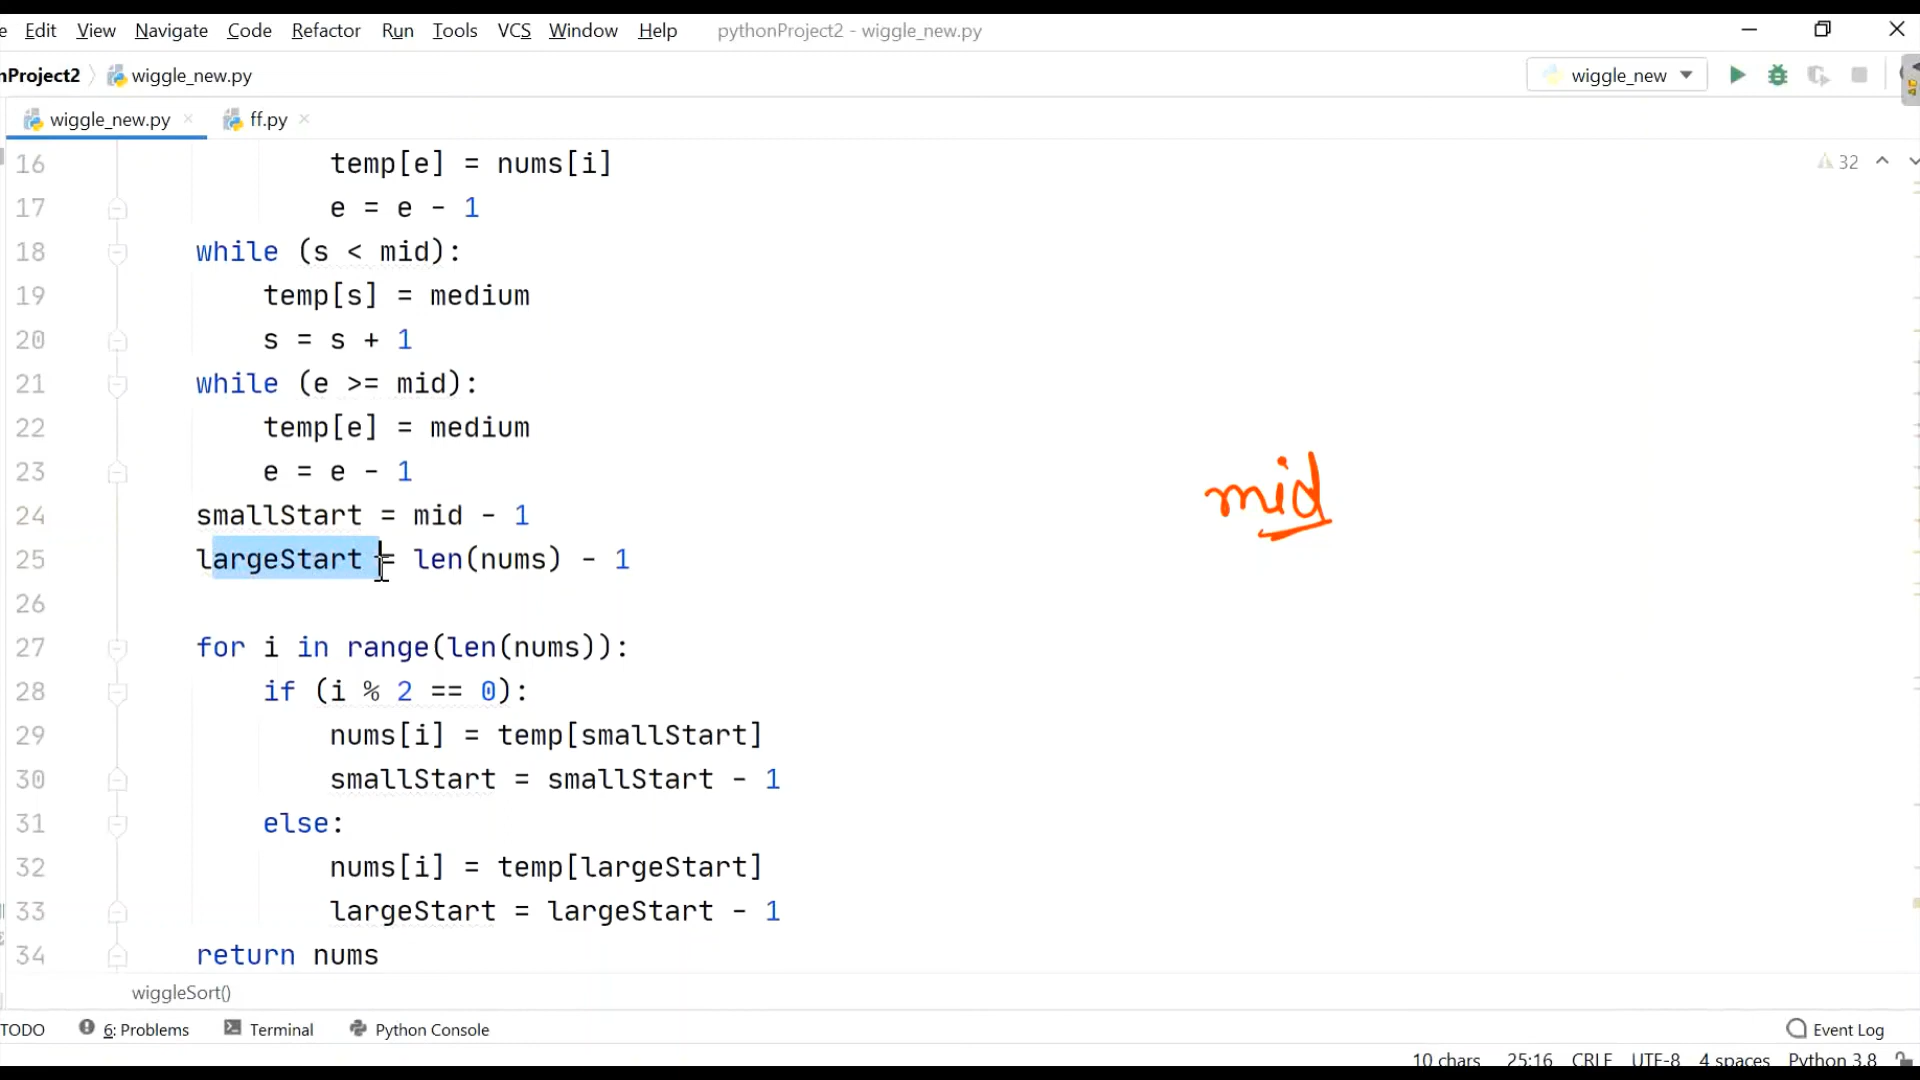 Edit View Navigate Code Refactor Run Tools VCS Window Help pythonProject2 - wiggle_new.py
nProject2 wiggle_new.py wiggle_new
wiggle_new.py ff.py
16 temp[e] = nums[i] 32
17 e = e - 1
18 while (s < mid):
19 temp[s] = medium
20 s = s + 1
21 while (e >= mid):
22 temp[e] = medium
23 e = e - 1
mid
24 smallStart = mid - 1
25 largeStart = len(nums) - 1
26
27 for i in range(len(nums)):
28 if (i % 2 == 0):
29 nums[i] = temp[smallStart]
30 smallStart = smallStart - 1
31 else:
32 nums[i] = temp[largeStart]
33 largeStart = largeStart - 1
34 return nums
wiggleSort()
TODO 6: Problems Terminal Python Console Event Log
10 chars 25:16 CRLF UTF-8 4 spaces Python 3.8